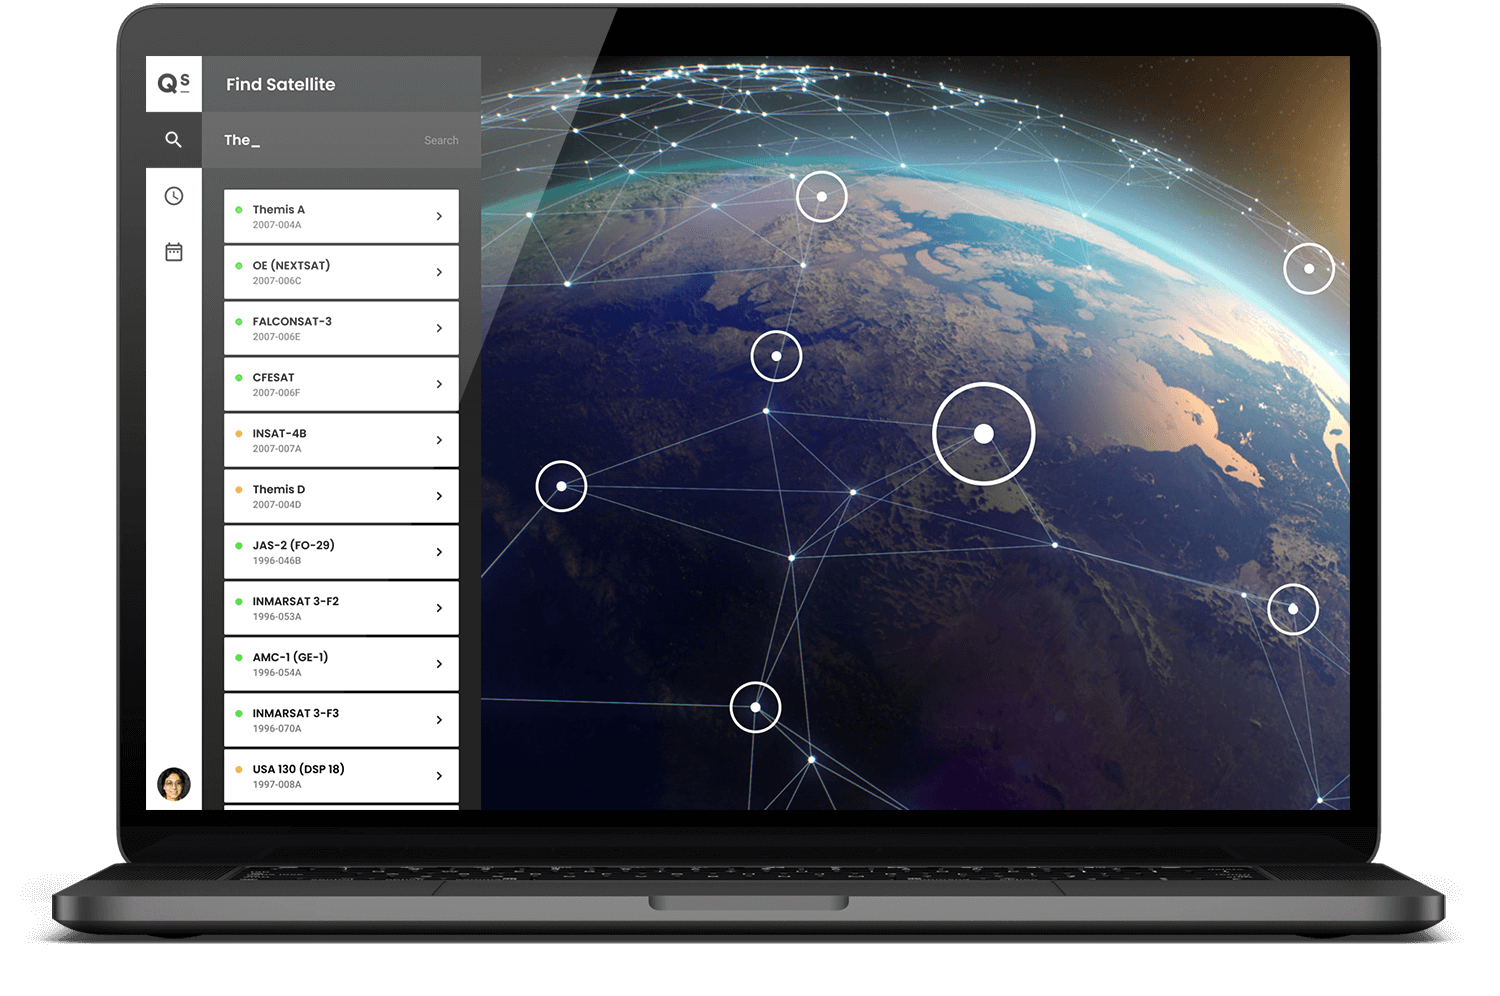 QS
Find Satellite
The_ Search
Themis A
2007-004A
OE (NEXTSAT)
2007-006C
FALCONSAT-3
2007-006E
CFESAT
2007-006F
INSAT-4B
2007-007A
Themis D
2007-004D
JAS-2 (FO-29)
1996-046B
INMARSAT 3-F2
1996-053A
AMC-1 (GE-1)
1996-054A
INMARSAT 3-F3
1996-070A
USA 130 (DSP 18)
1997-008A